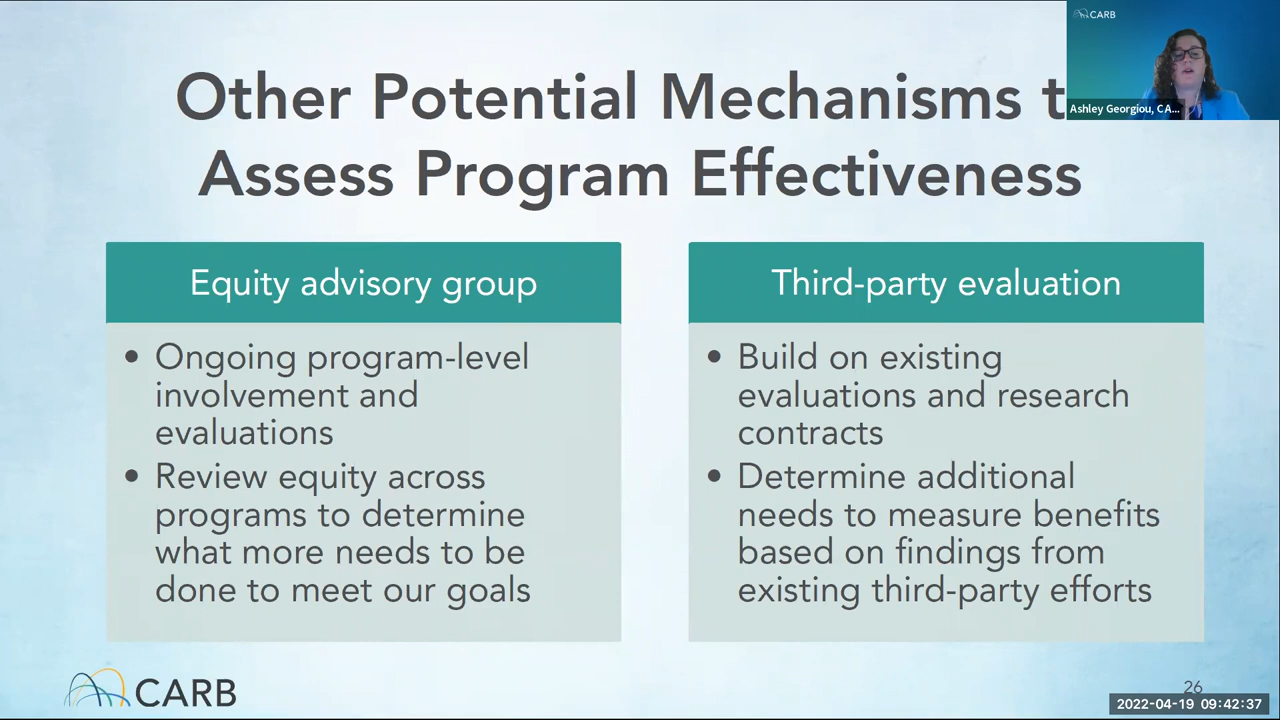 CARB
Other Potential Mechanisms t
Ashley Georgiou, CA...
Assess Program Effectiveness
Equity advisory group
• Ongoing program-level
involvement and
evaluations
• Review equity across
programs to determine
what more needs to be
done to meet our goals
Third-party evaluation
• Build on existing
evaluations and research
contracts
• Determine additional
needs to measure benefits
based on findings from
existing third-party efforts
CARB
26
2022-04-19 09:42:37